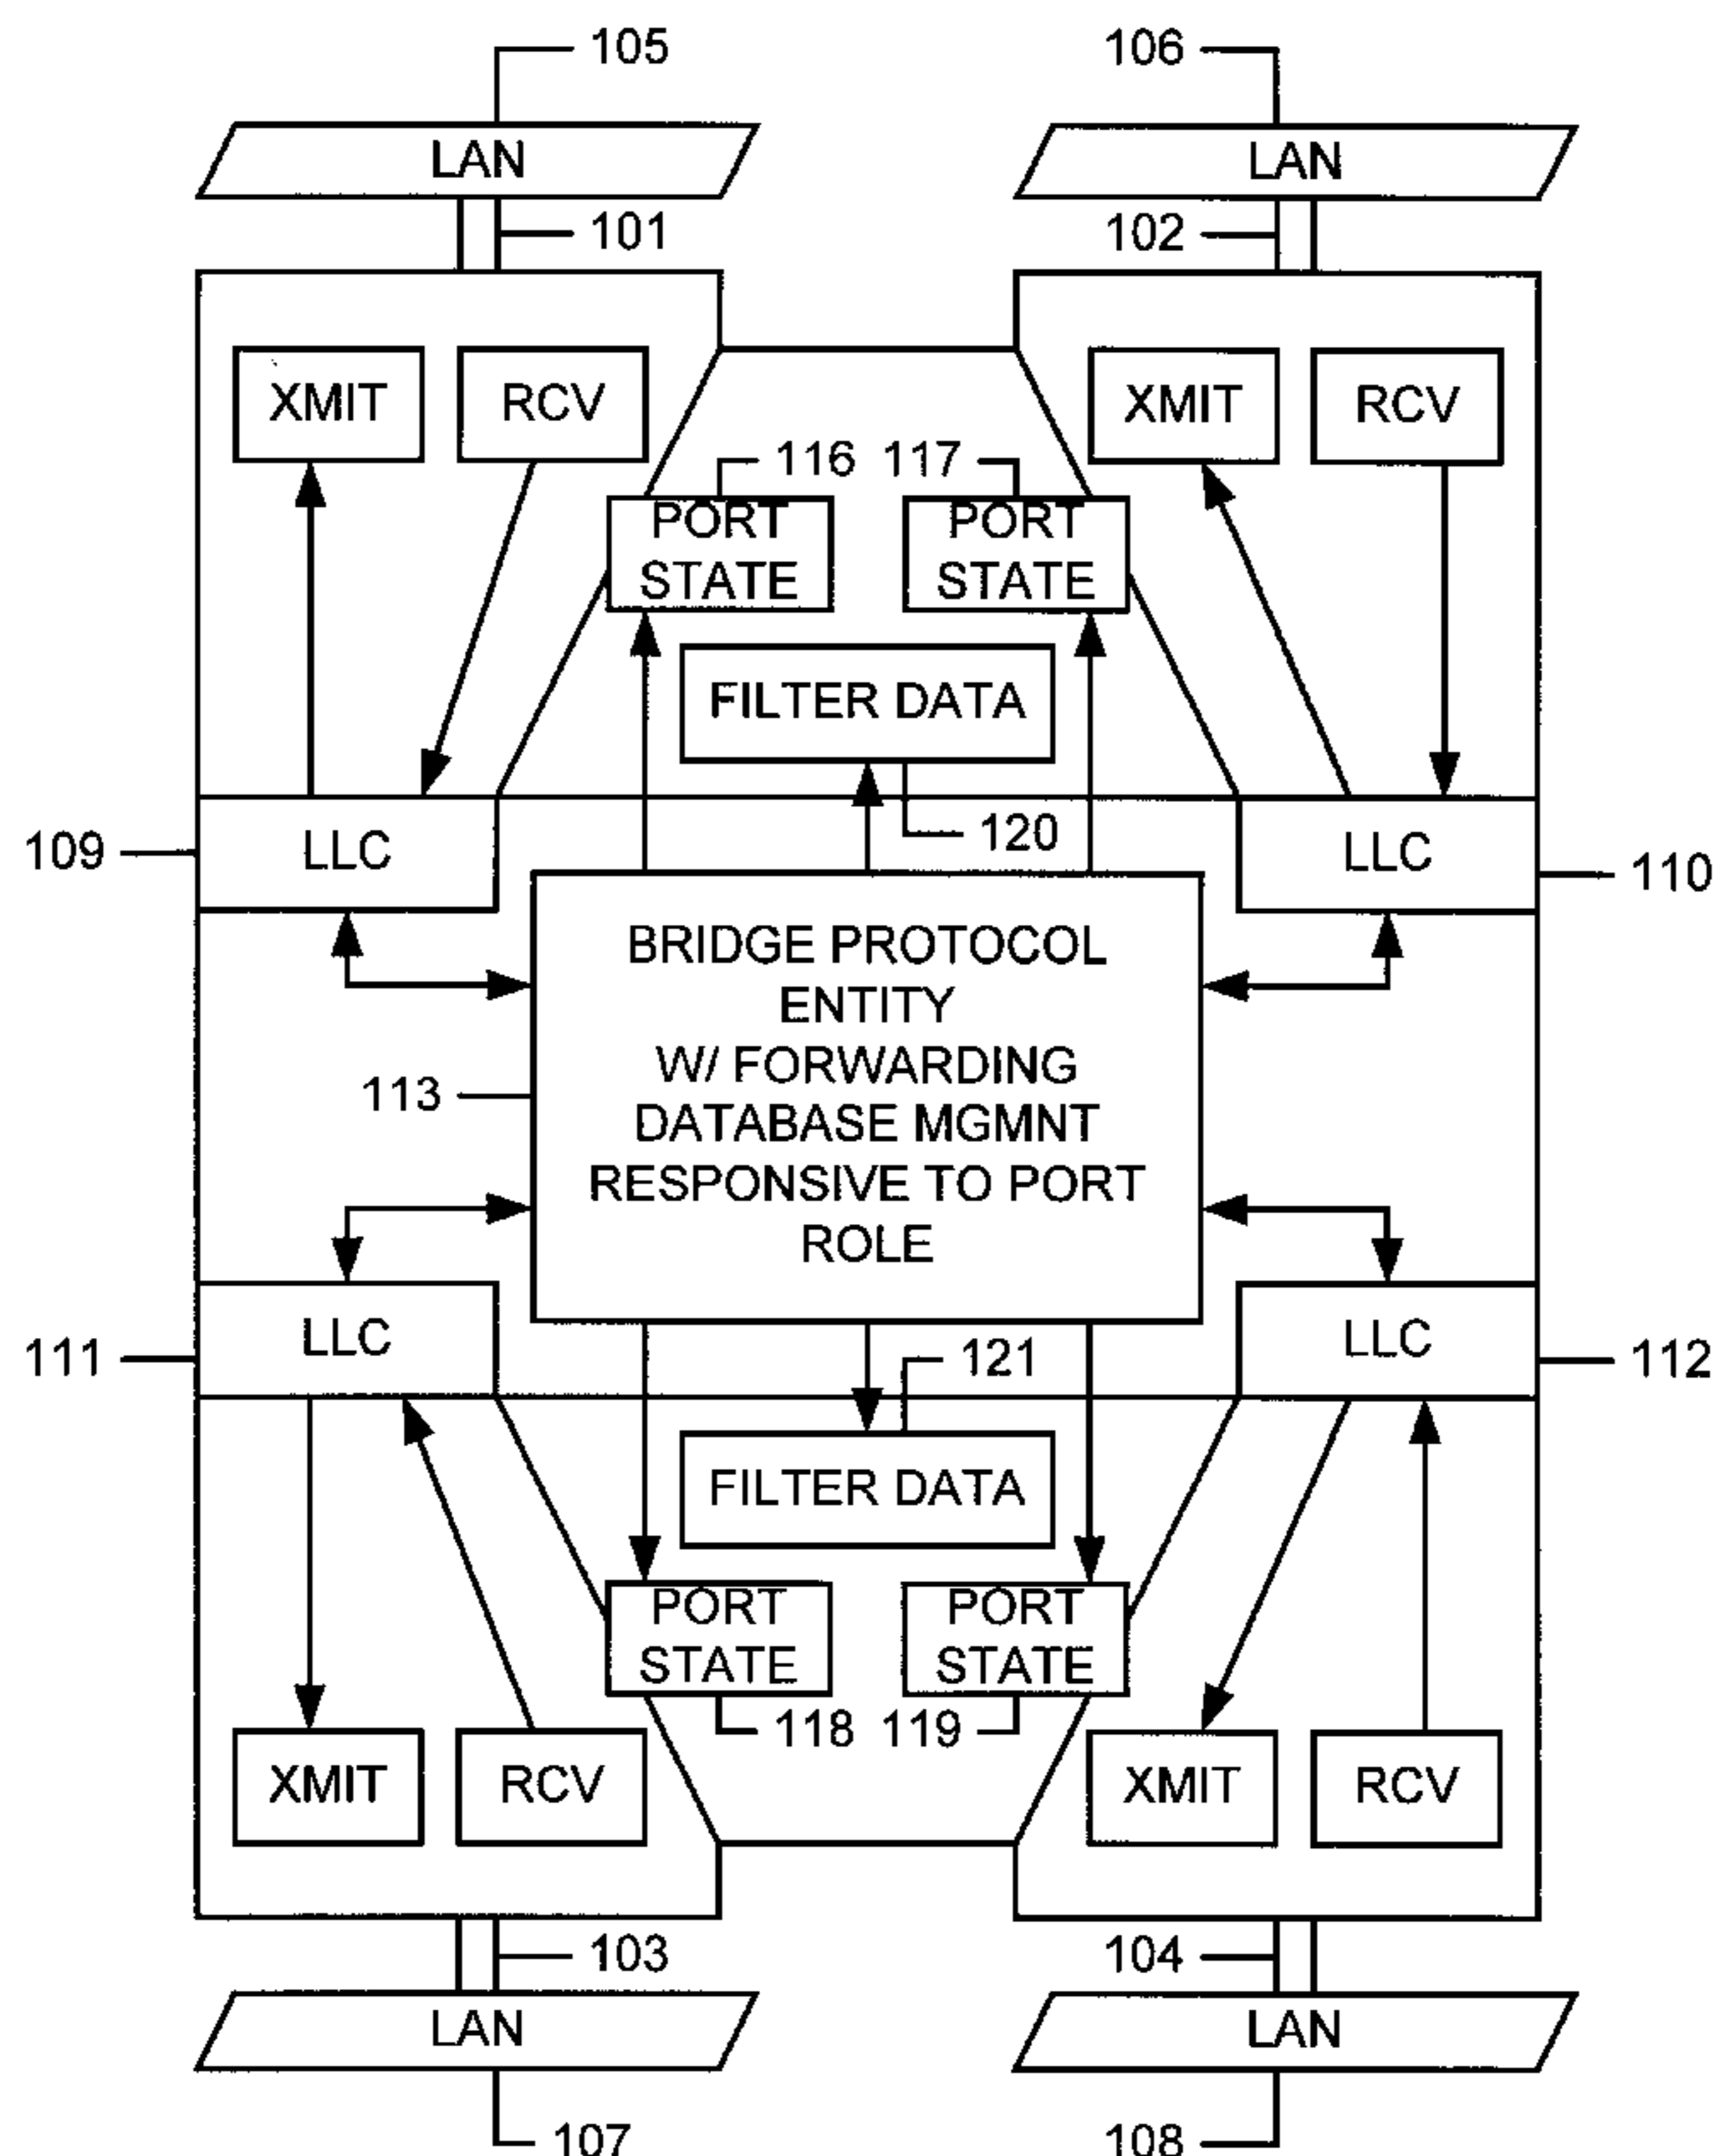 105
106
LAN
LAN
101
102
XMIT
RCV
XMIT
RCV
116
117
PORT
STATE
PORT
STATE
FILTER DATA
120
109
LLC
LLC
110
BRIDGE PROTOCOL
ENTITY
W/ FORWARDING
DATABASE MGMNT
RESPONSIVE TO PORT
ROLE
113
111
LLC
LLC
112
121
FILTER DATA
PORT
STATE
PORT
STATE
118
119
XMIT
RCV
XMIT
RCV
103
104
LAN
LAN
107
108